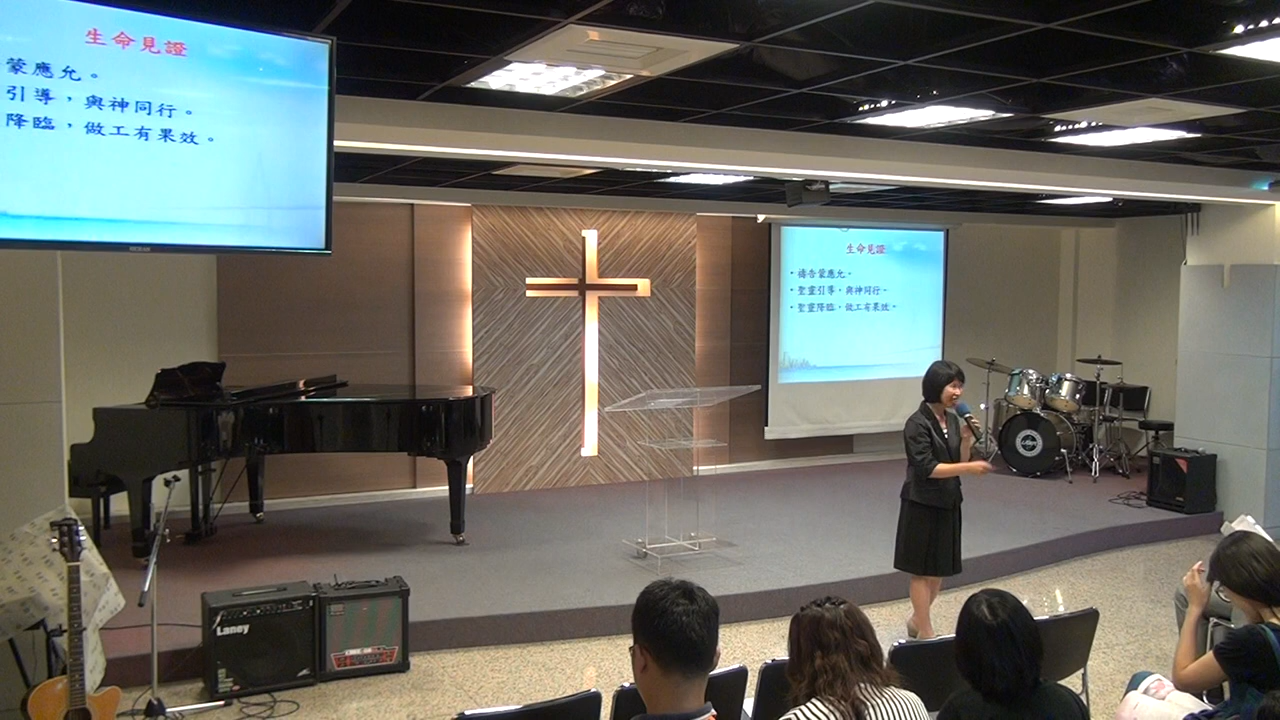 生命見證
蒙應允。
引導，與神同行。
降臨，做工有果效。
生命見證
• 禱告蒙應允。
• 聖靈引導，與神同行。
• 聖靈降臨，做工有果效。
Laney